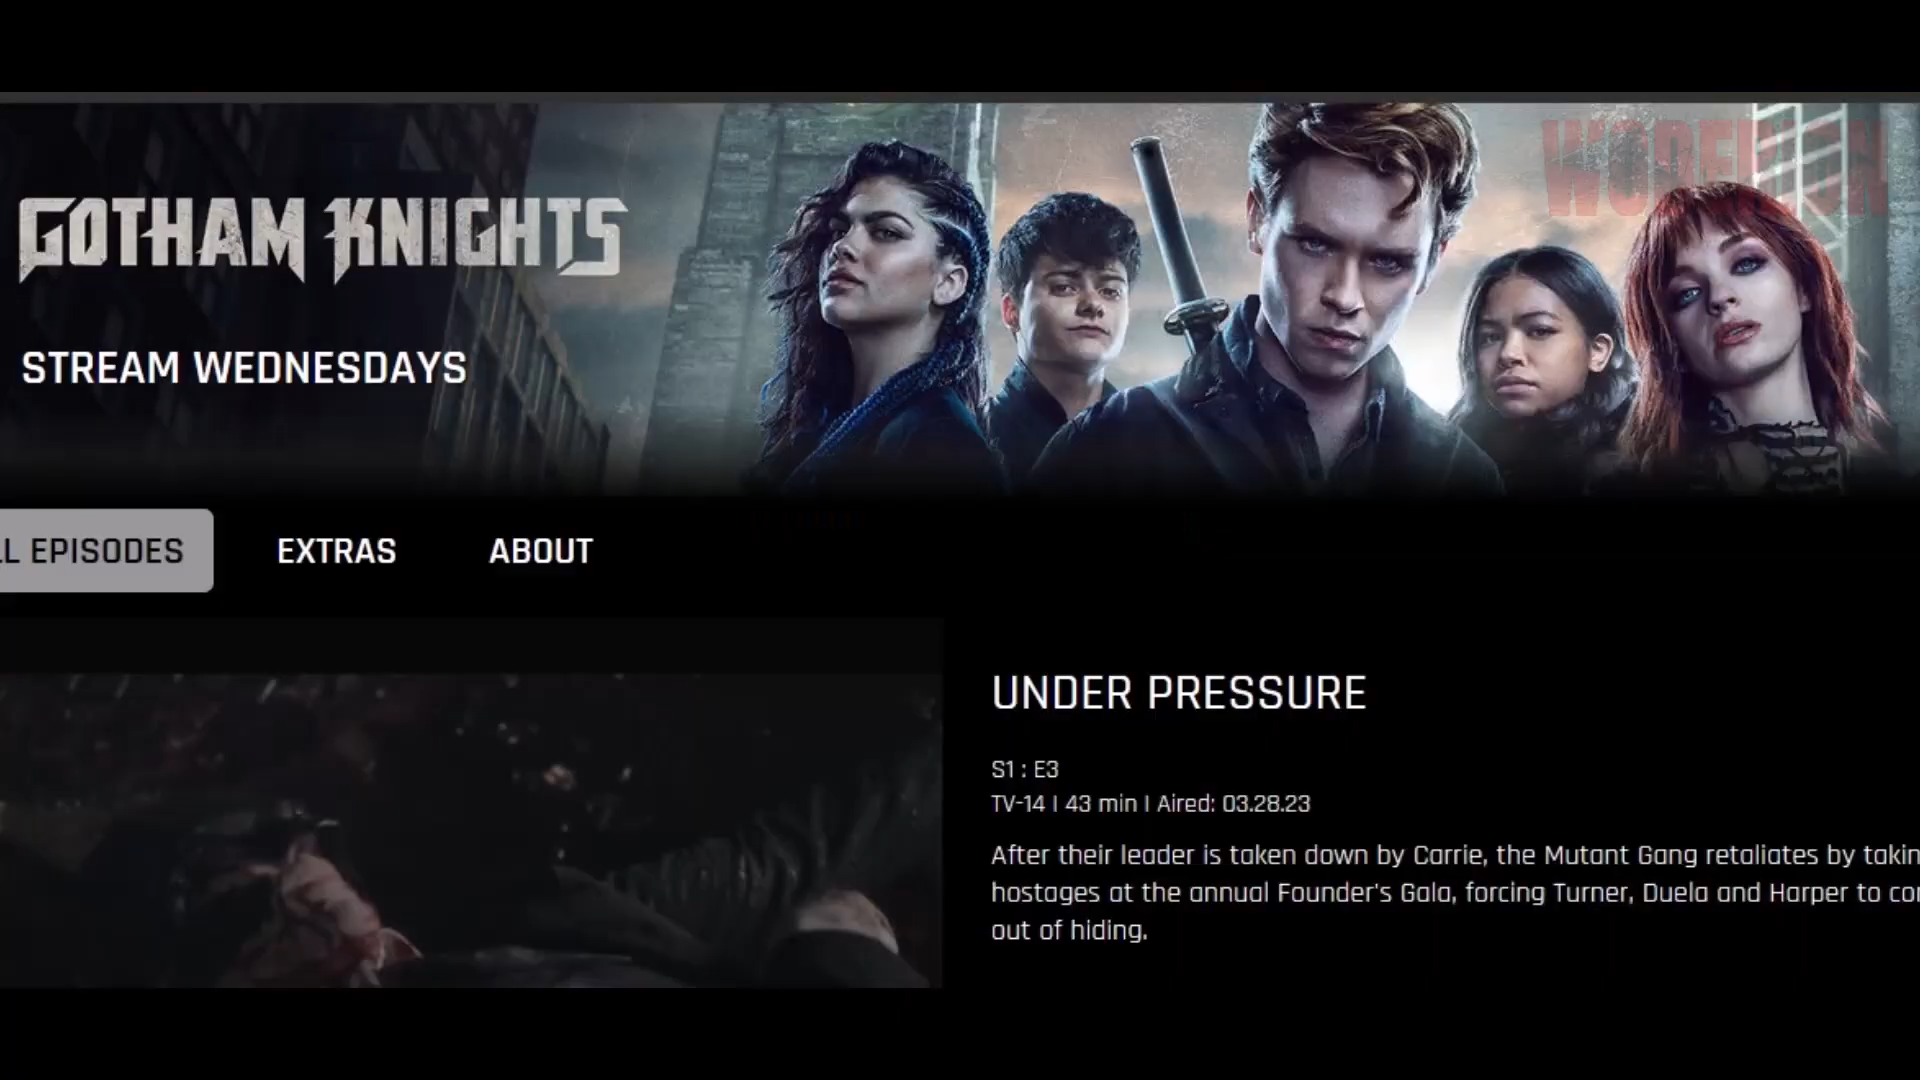 GOTHAM KNIGHTS
STREAM WEDNESDAYS
LL EPISODES
EXTRAS
ABOUT
UNDER PRESSURE
S1 : E3
TV-14 | 43 min | Aired: 03.28.23
After their leader is taken down by Carrie, the Mutant Gang retaliates by takin
hostages at the annual Founder's Gala, forcing Turner, Duela and Harper to co
out of hiding.